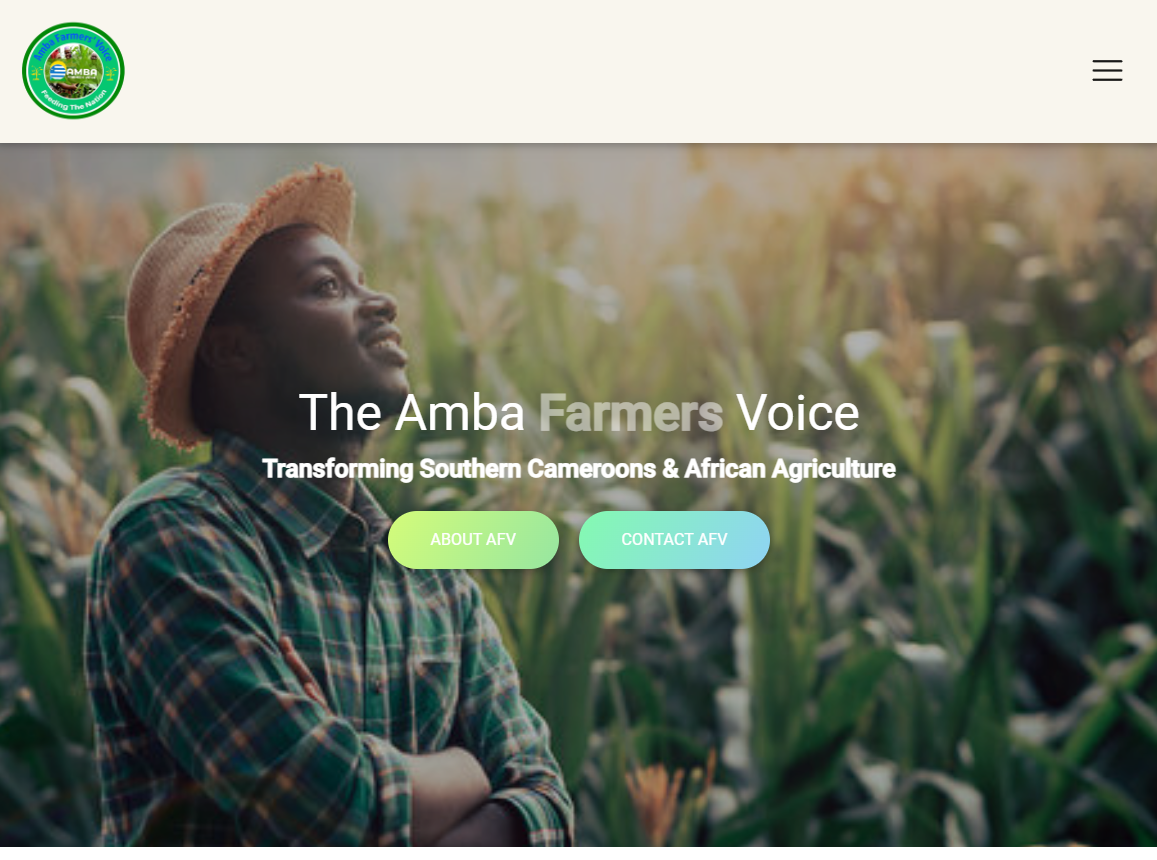 Amba Farmers' Voice
AMBA
Feeding The Nation
The Amba Farmers Voice
Transforming Southern Cameroons & African Agriculture
ABOUT AFV
CONTACT AFV